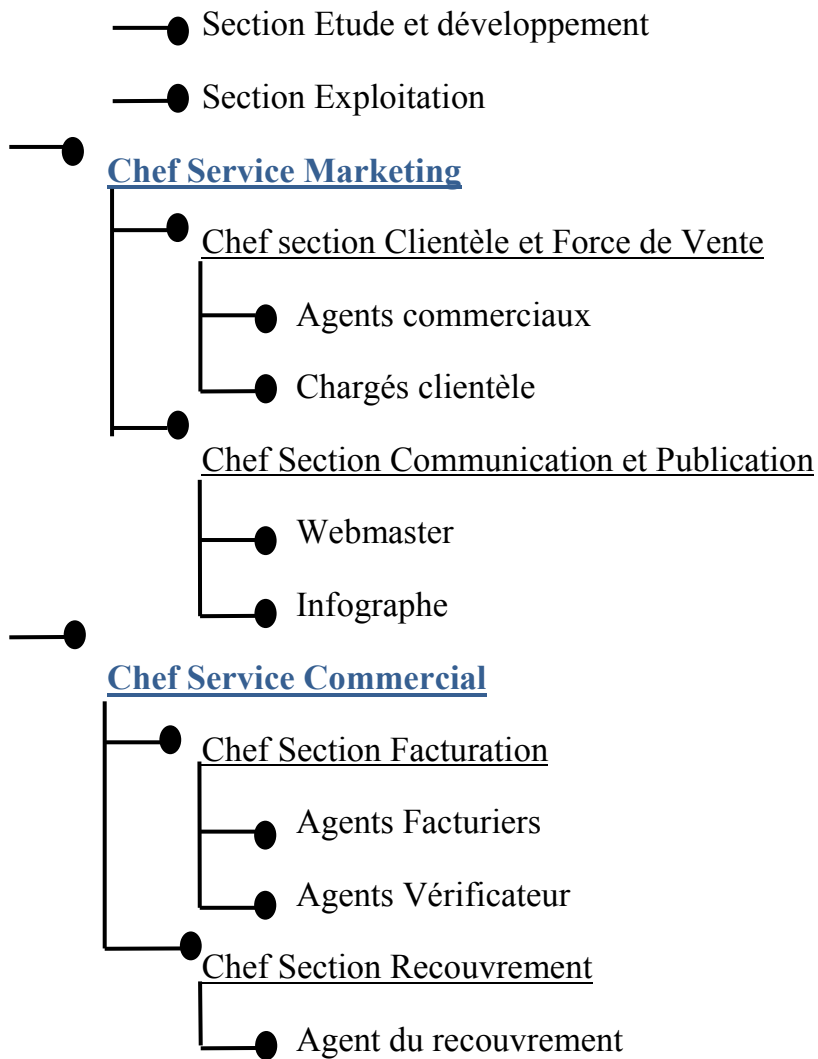 Section Etude et développement
Section Exploitation
Chef Service Marketing
Chef section Clientèle et Force de Vente
Agents commerciaux
Chargés clientèle
Chef Section Communication et Publication
Webmaster
Infographe
Chef Service Commercial
Chef Section Facturation
Agents Facturiers
Agents Vérificateur
Chef Section Recouvrement
Agent du recouvrement